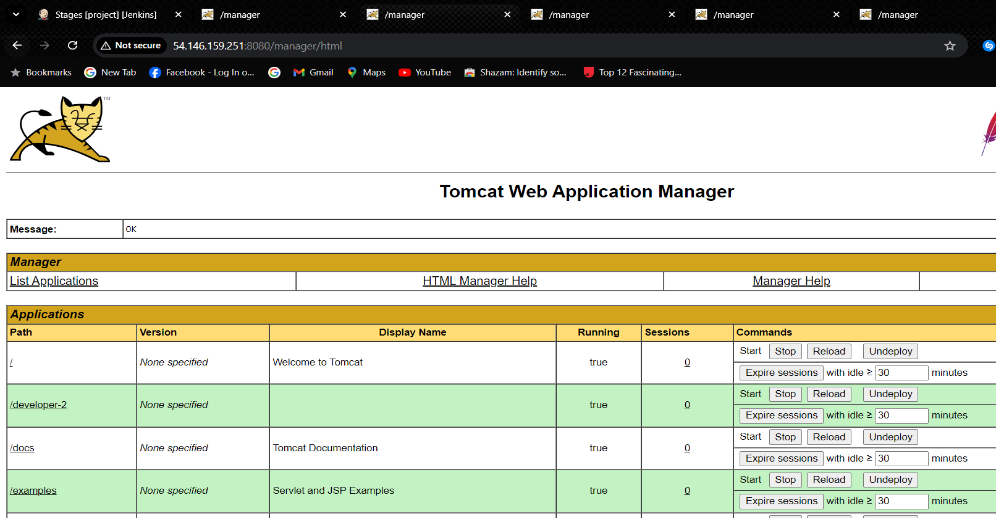 Stages [project] [Jenkins]
/manager
/manager
/manager
/manager
/manager
Not secure
54.146.159.251:8080/manager/html
Bookmarks
New Tab
Facebook - Log In o...
Gmail
Maps
YouTube
Shazam: Identify so...
Top 12 Fascinating...
TM
Tomcat Web Application Manager
Message: OK
Manager
List Applications HTML Manager Help Manager Help
Applications
Path Version Display Name Running Sessions Commands
/ None specified Welcome to Tomcat true 0 Start Stop Reload Undeploy
Expire sessions with idle ≥ 30 minutes
/developer-2 None specified true 0 Start Stop Reload Undeploy
Expire sessions with idle ≥ 30 minutes
/docs None specified Tomcat Documentation true 0 Start Stop Reload Undeploy
Expire sessions with idle ≥ 30 minutes
/examples None specified Servlet and JSP Examples true 0 Start Stop Reload Undeploy
Expire sessions with idle ≥ 30 minutes